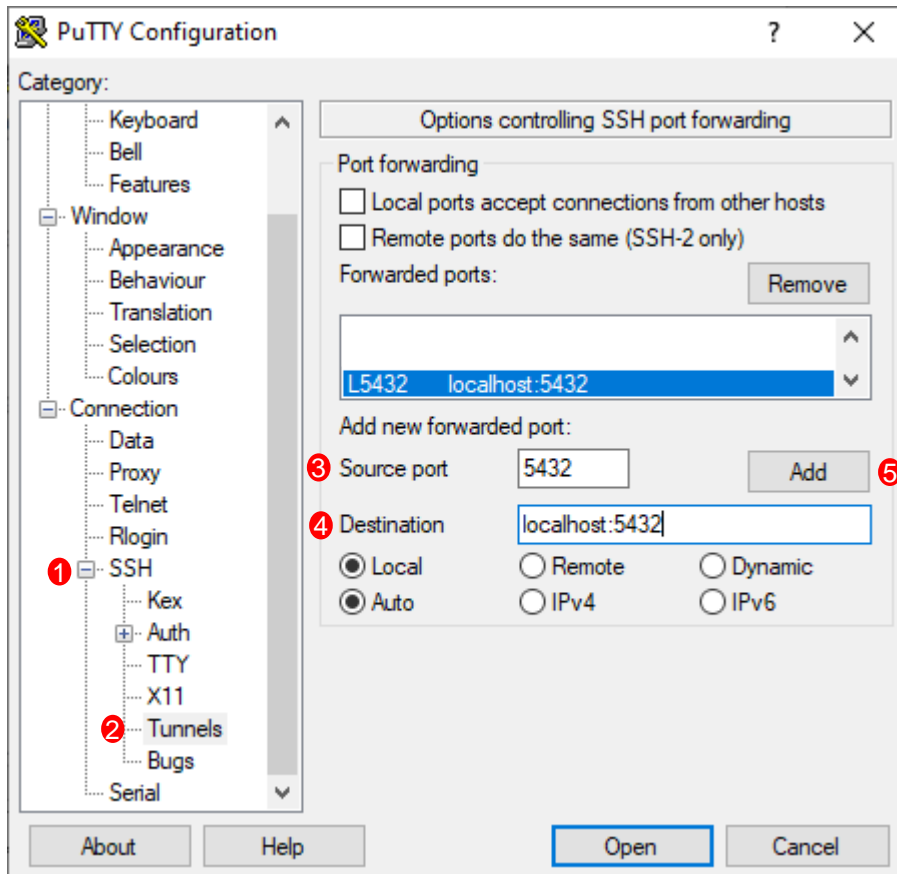 PuTTY Configuration ? X
Category:
Keyboard
Bell
Features
Window
Appearance
Behaviour
Translation
Selection
Colours
Connection
Data
Proxy
Telnet
Rlogin
1 SSH
Kex
Auth
TTY
X11
2 Tunnels
Bugs
Serial
Options controlling SSH port forwarding
Port forwarding
Local ports accept connections from other hosts
Remote ports do the same (SSH-2 only)
Forwarded ports: Remove
L5432 localhost:5432
Add new forwarded port:
3 Source port 5432 Add 5
4 Destination localhost:5432
Local Remote Dynamic
Auto IPv4 IPv6
About Help Open Cancel